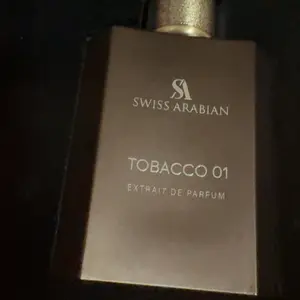 SA
SWISS ARABIAN
TOBACCO 01
EXTRAIT DE PARFUM